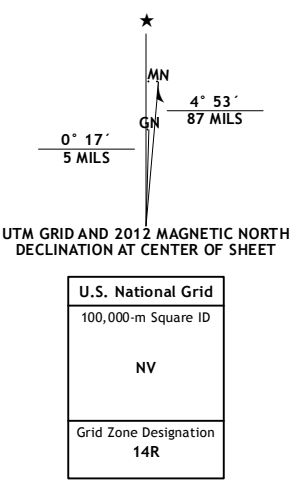 ★
MN
4° 53´
87 MILS
GN
0° 17´
5 MILS
UTM GRID AND 2012 MAGNETIC NORTH
DECLINATION AT CENTER OF SHEET
U.S. National Grid
100,000-m Square ID
NV
Grid Zone Designation
14R